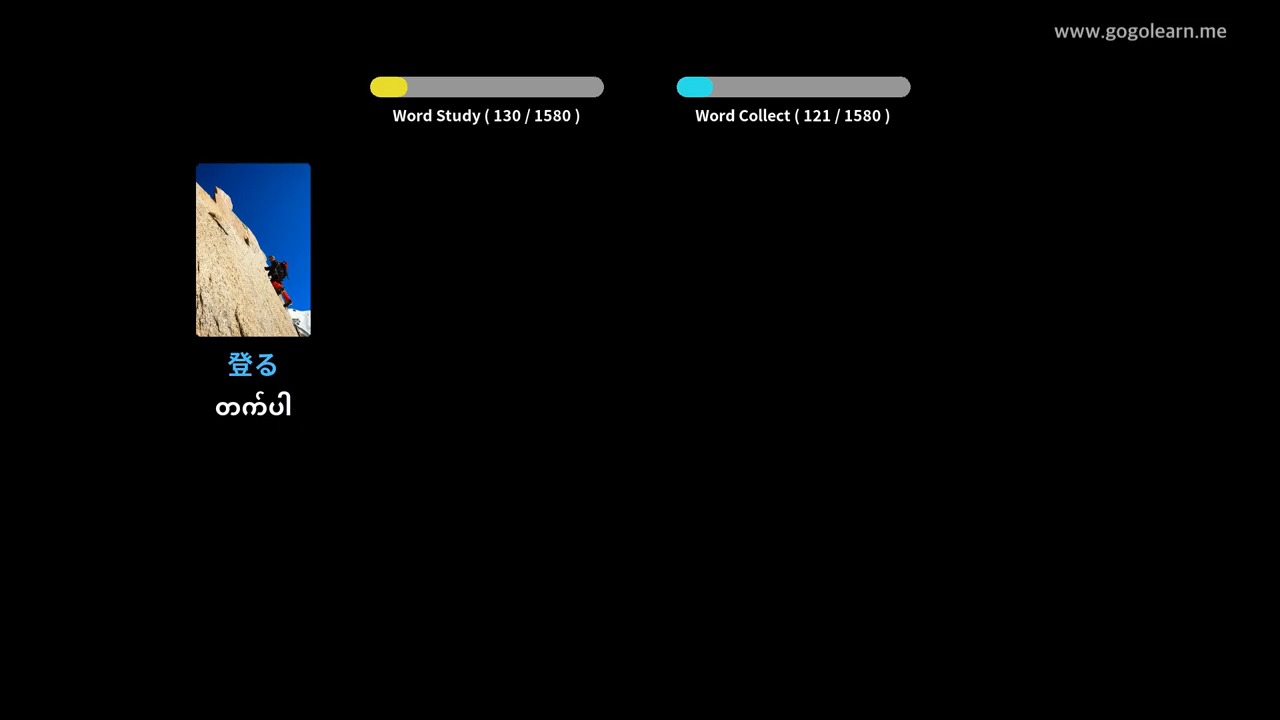 www.gogolearn.me
Word Study ( 130 / 1580 )
Word Collect ( 121 / 1580 )
登る
တက်ပါ